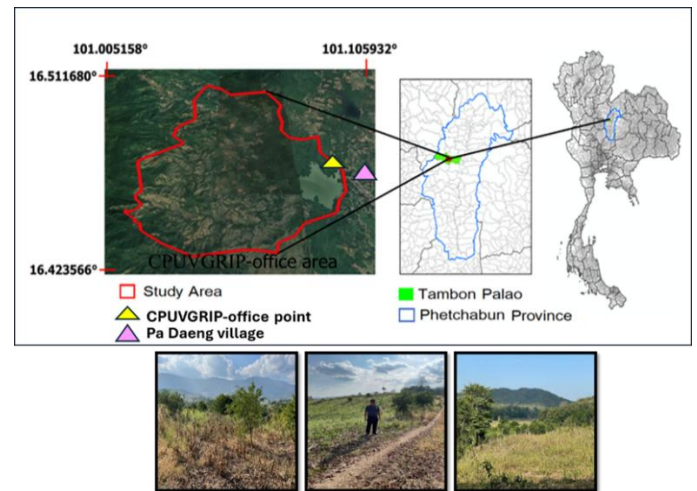 101.005158° 101.105932°
16.511680°
16.423566°
CPUVGRIP-office area
Study Area
CPUVGRIP-office point
Pa Daeng village
Tambon Palao
Phetchabun Province